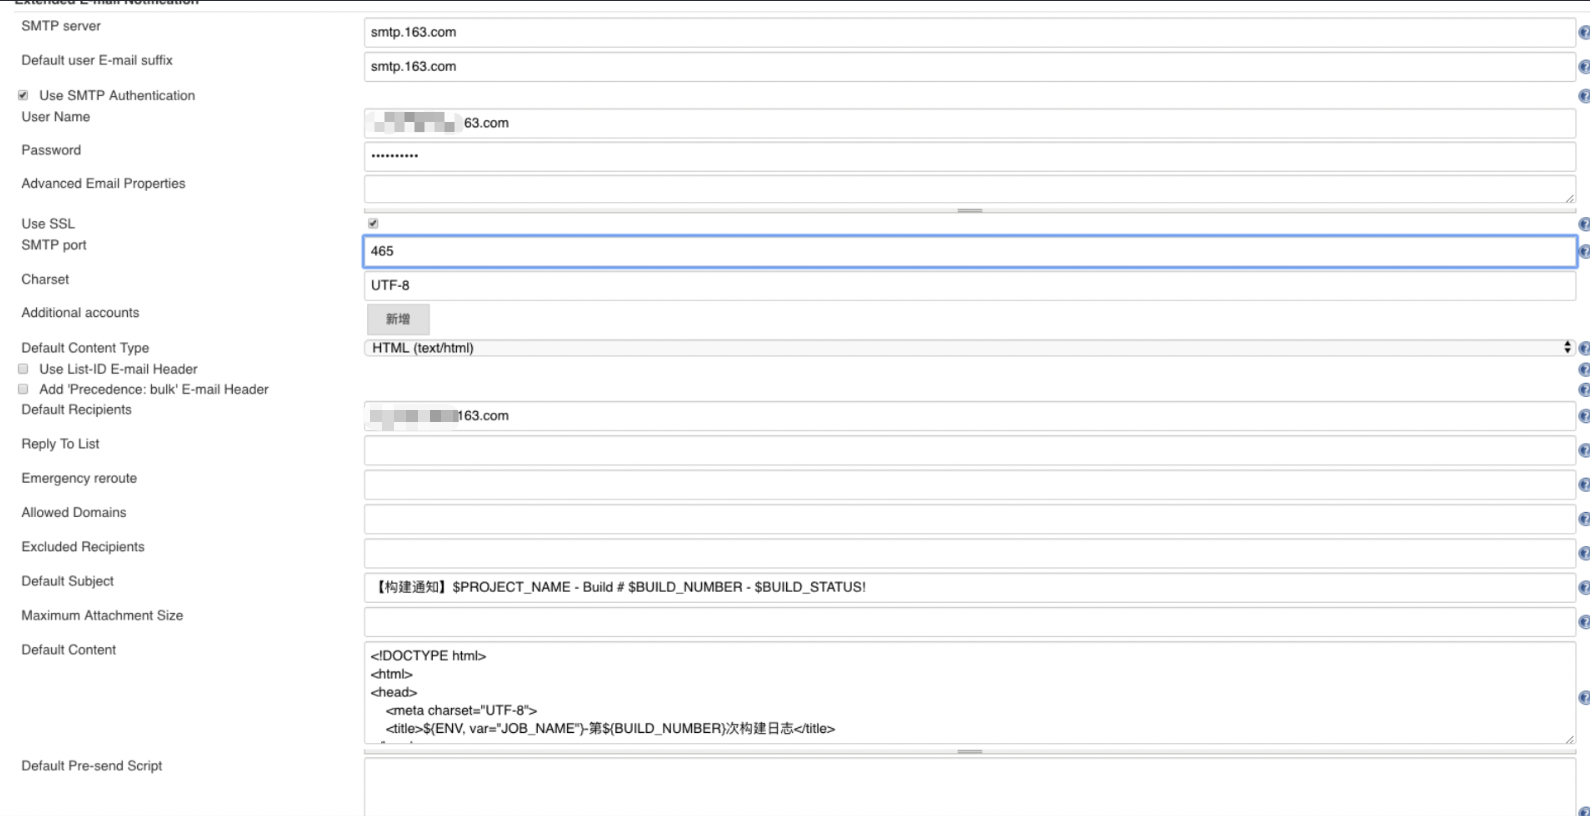 Extended E-mail Notification
SMTP server
smtp.163.com
Default user E-mail suffix
smtp.163.com
Use SMTP Authentication
User Name
63.com
Password
••••••••••
Advanced Email Properties
Use SSL
SMTP port
465
Charset
UTF-8
Additional accounts
新增
Default Content Type
HTML (text/html)
Use List-ID E-mail Header
Add 'Precedence: bulk' E-mail Header
Default Recipients
163.com
Reply To List
Emergency reroute
Allowed Domains
Excluded Recipients
Default Subject
【构建通知】$PROJECT_NAME - Build # $BUILD_NUMBER - $BUILD_STATUS!
Maximum Attachment Size
Default Content
<!DOCTYPE html>
<html>
<head>
<meta charset="UTF-8">
<title>${ENV, var="JOB_NAME"}-第${BUILD_NUMBER}次构建日志</title>
Default Pre-send Script